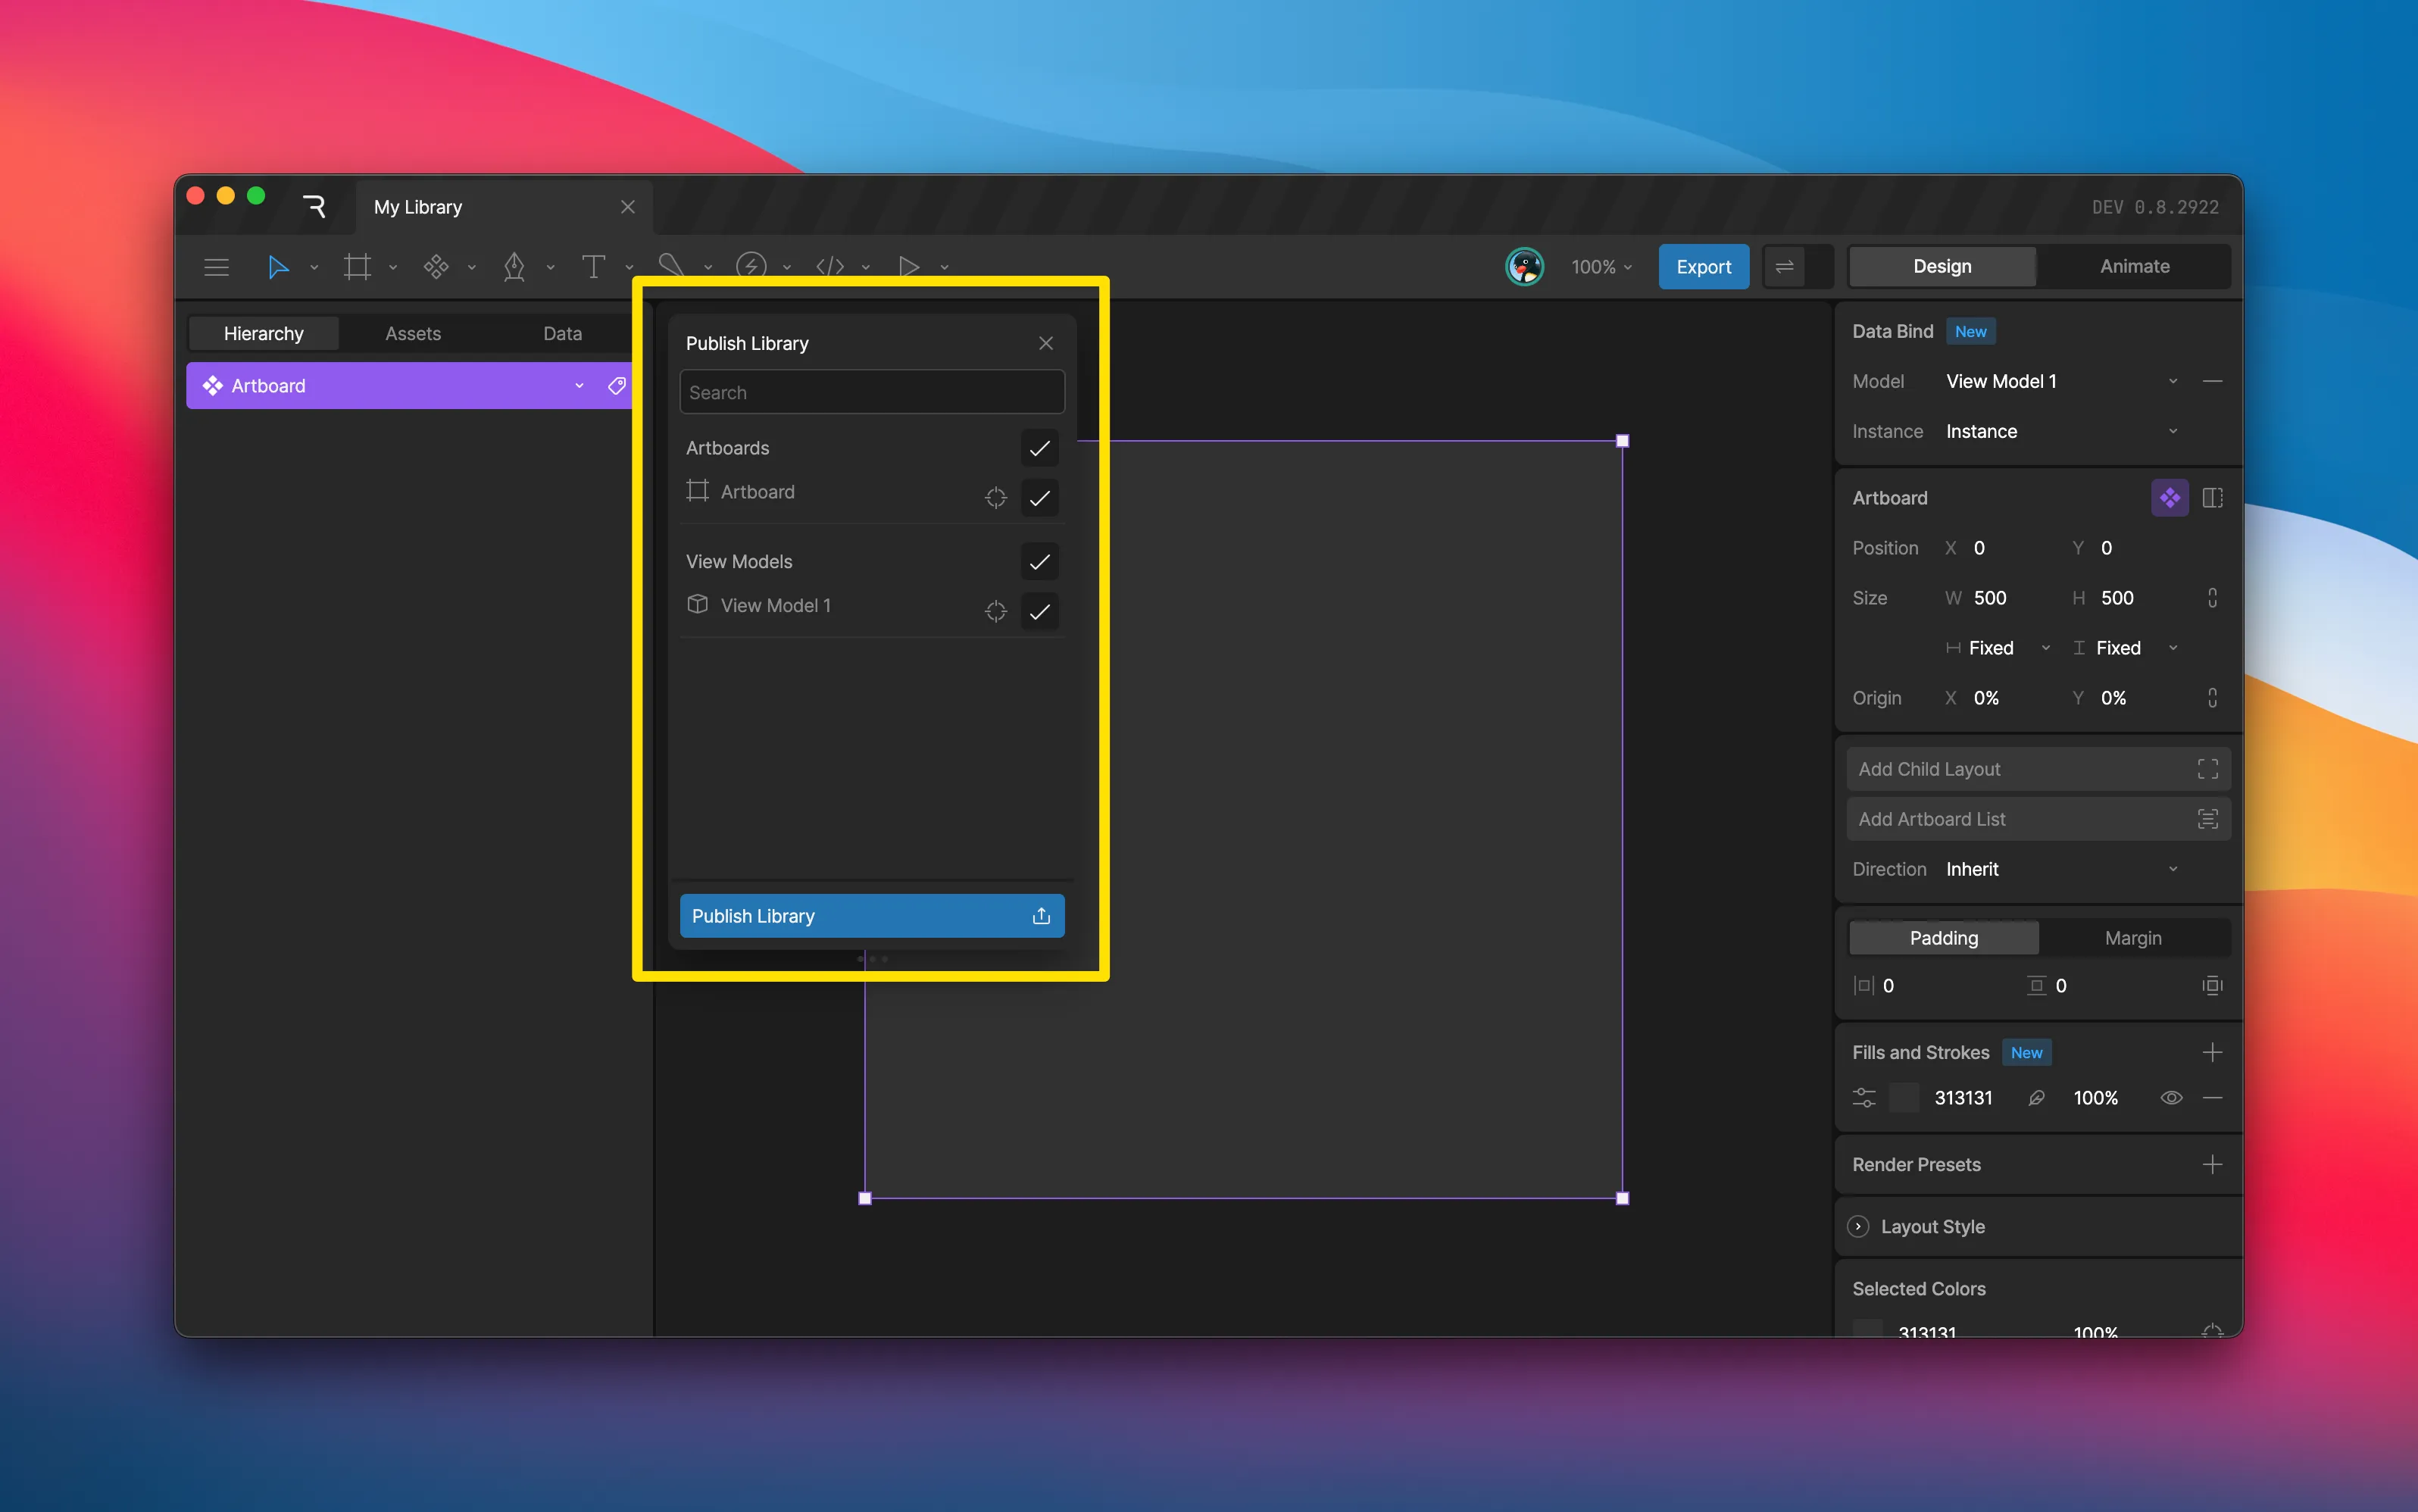 My Library
DEV 0.8.2922
100%
Export
Design
Animate
Hierarchy
Assets
Data
Artboard
Publish Library
Search
Artboards
Artboard
View Models
View Model 1
Publish Library
Data Bind New
Model View Model 1
Instance Instance
Artboard
Position X 0 Y 0
Size W 500 H 500
Fixed Fixed
Origin X 0% Y 0%
Add Child Layout
Add Artboard List
Direction Inherit
Padding Margin
0 0
Fills and Strokes New
313131 100%
Render Presets
Layout Style
Selected Colors
313131 100%